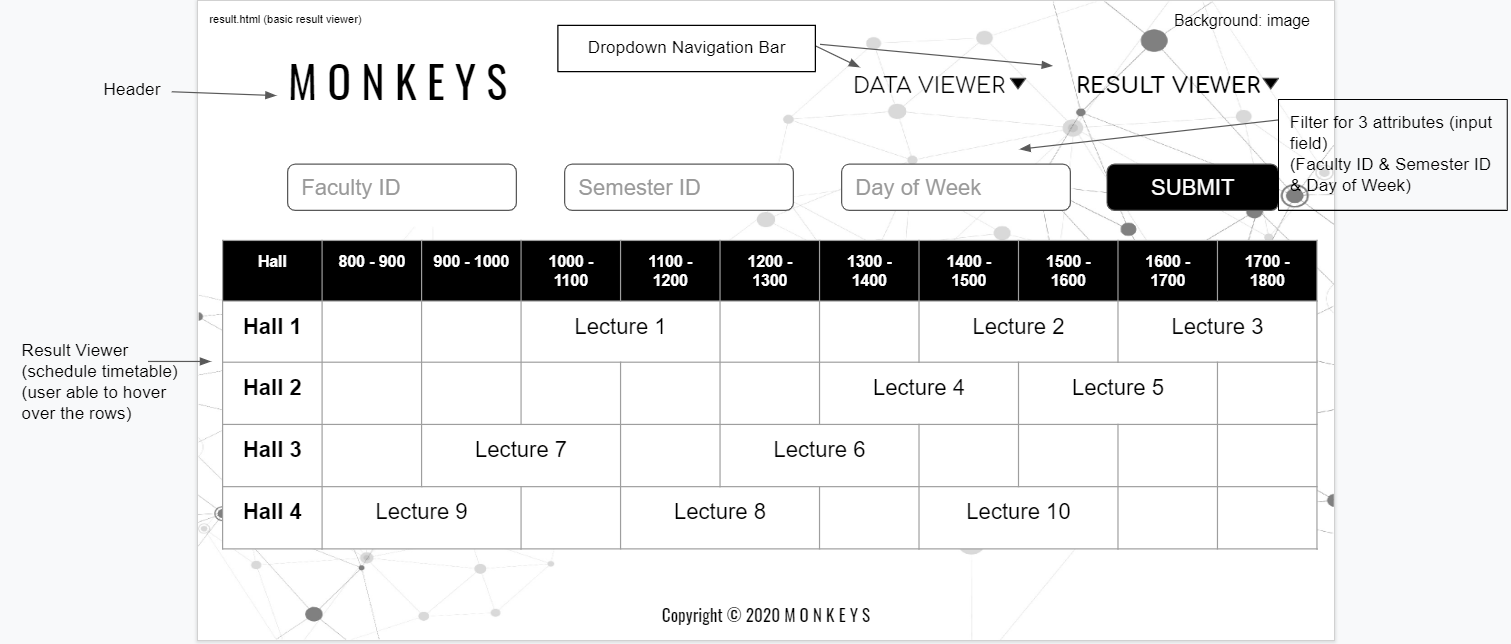 result.html (basic result viewer)
Background: image
Dropdown Navigation Bar
Header
MONKEYS
DATA VIEWER▼
RESULT VIEWER▼
Filter for 3 attributes (input
field)
(Faculty ID & Semester ID
& Day of Week)
Faculty ID
Semester ID
Day of Week
SUBMIT
Hall 800 - 900 900 - 1000 1000 - 1100 - 1200 - 1300 - 1400 - 1500 - 1600 - 1700 -
1100 1200 1300 1400 1500 1600 1700 1800
Hall 1 Lecture 1 Lecture 2 Lecture 3
Result Viewer
(schedule timetable)
(user able to hover
over the rows)
Hall 2 Lecture 4 Lecture 5
Hall 3 Lecture 7 Lecture 6
Hall 4 Lecture 9 Lecture 8 Lecture 10
Copyright © 2020 MONKEYS